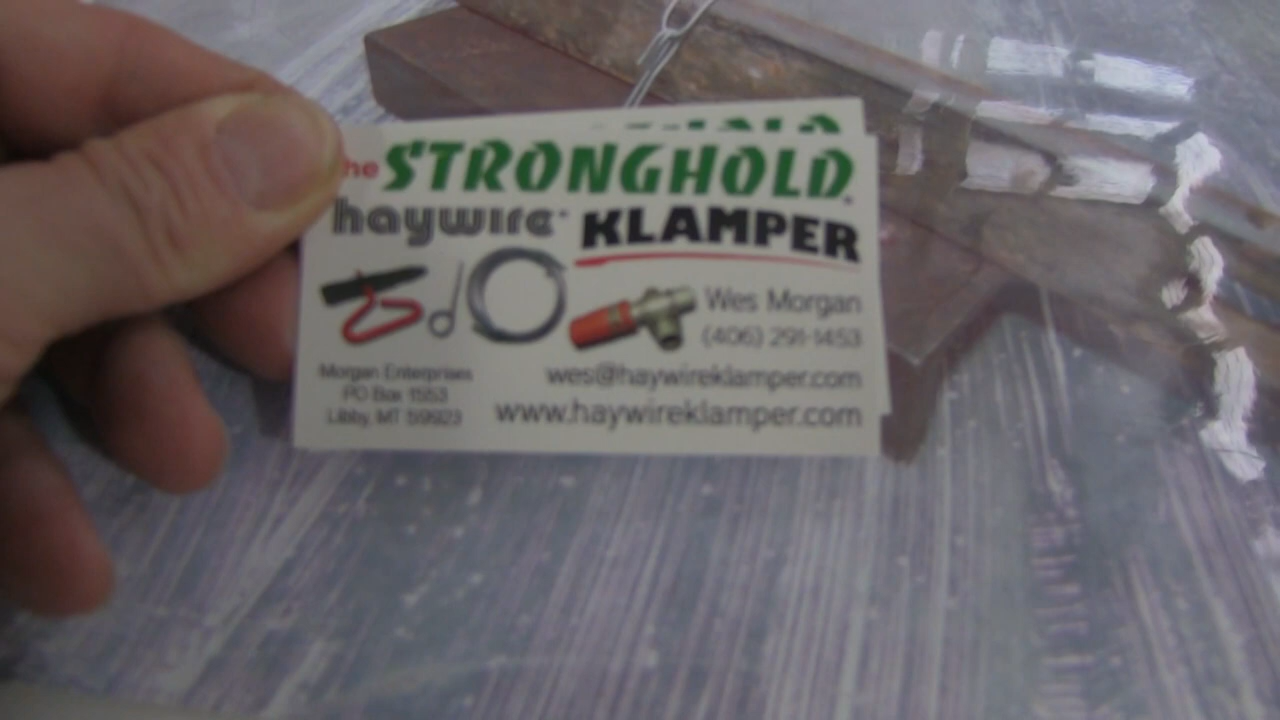 the STRONGHOLD
haywire KLAMPER
Wes Morgan
(406) 291-1453
Morgan Enterprises
PO Box 1553
Libby, MT 59923
wes@haywireklamper.com
www.haywireklamper.com